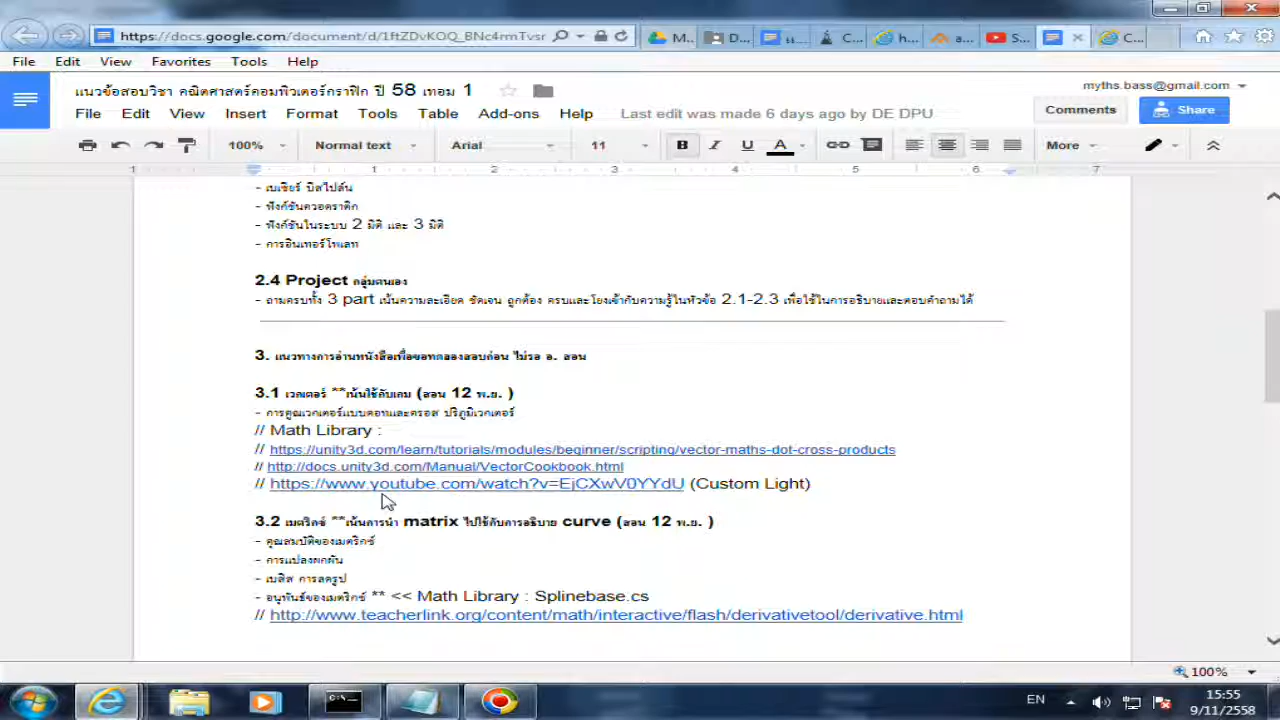 https://docs.google.com/document/d/1ftZDvKOQ_BNc4rmTvsr
M...
D...
C...
h...
a...
S...
C...
File Edit View Favorites Tools Help
แนวข้อสอบวิชา คณิตศาสตร์คอมพิวเตอร์กราฟิก ปี 58 เทอม 1
myths.bass@gmail.com
File Edit View Insert Format Tools Table Add-ons Help Last edit was made 6 days ago by DE DPU
Comments Share
100% Normal text Arial 11 B I U A More
1 1 2 3 4 5 6 7
- เบเซียร์ บีสไปล์น
- ฟังก์ชันควอดราติก
- ฟังก์ชันในระบบ 2 มิติ และ 3 มิติ
- การอินเทอร์โพเลท
2.4 Project กลุ่มตนเอง
- ถามครบทั้ง 3 part เน้นความละเอียด ชัดเจน ถูกต้อง ครบและโยงเข้ากับความรู้ในหัวข้อ 2.1-2.3 เพื่อใช้ในการอธิบายและตอบคำถามได้
3. แนวทางการอ่านหนังสือเพื่อขอทดลองสอบก่อน ไม่รอ อ. สอน
3.1 เวกเตอร์ **เน้นใช้กับเกม (สอน 12 พ.ย. )
- การคูณเวกเตอร์แบบดอทและครอส ปริภูมิเวกเตอร์
// Math Library :
// https://unity3d.com/learn/tutorials/modules/beginner/scripting/vector-maths-dot-cross-products
// http://docs.unity3d.com/Manual/VectorCookbook.html
// https://www.youtube.com/watch?v=EjCXwV0YYdU (Custom Light)
3.2 เมตริกซ์ **เน้นการนำ matrix ไปใช้กับการอธิบาย curve (สอน 12 พ.ย. )
- คุณสมบัติของเมตริกซ์
- การแปลงผกผัน
- เบสิส การลดรูป
- อนุพันธ์ของเมตริกซ์ ** << Math Library : Splinebase.cs
// http://www.teacherlink.org/content/math/interactive/flash/derivativetool/derivative.html
100%
EN
15:55
9/11/2558